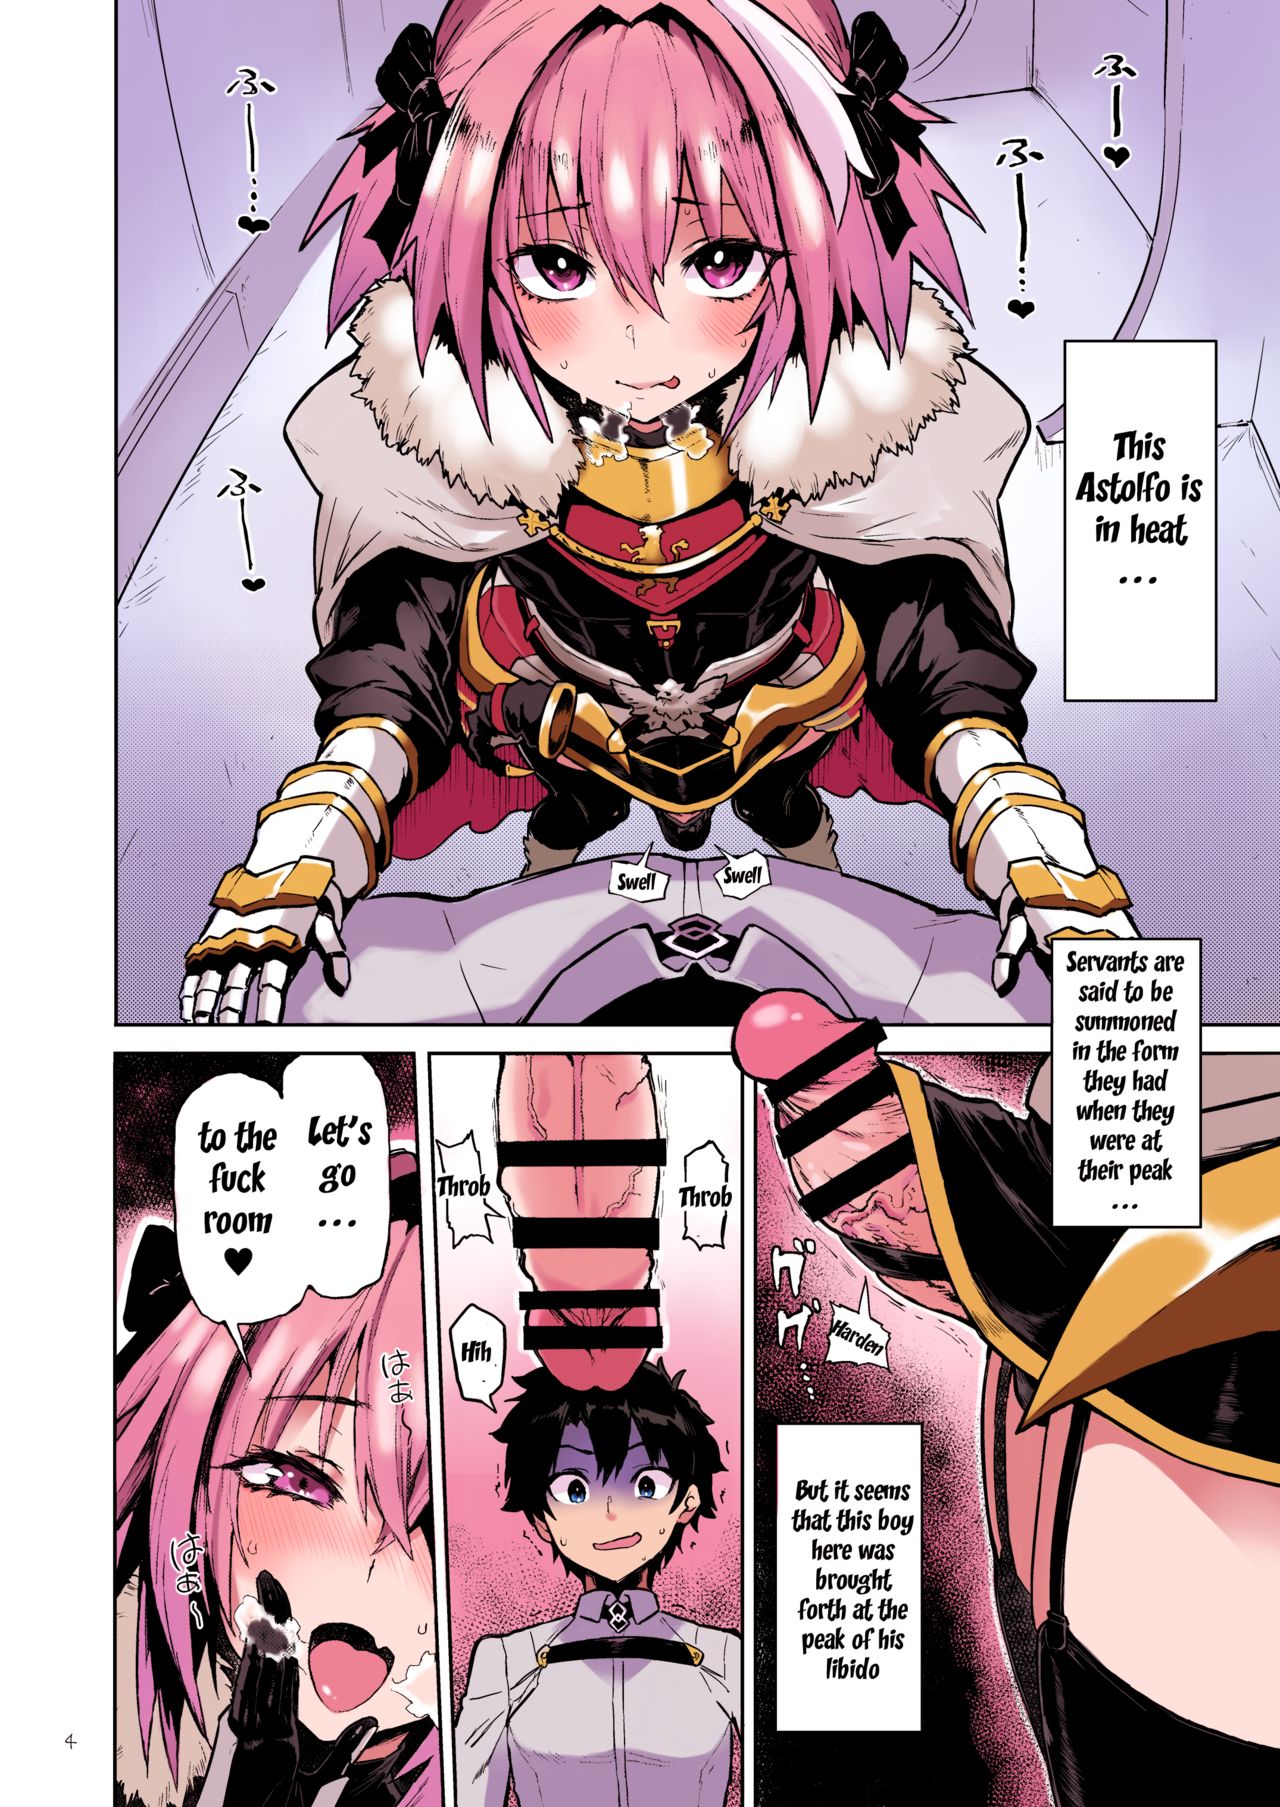 ふーー…♥
ふー♥
ふーー…♥
ふー♥
This
Astolfo is
in heat
...
Swell
Swell
Servants are
said to be
summoned
in the form
they had
when they
were at
their peak
...
ググ…
Harden
But it seems
that this boy
here was
brought
forth at the
peak of his
libido
Throb
Throb
Hih
Let's
go
...
to the
fuck
room
♥
はぁ
はぁ~
4